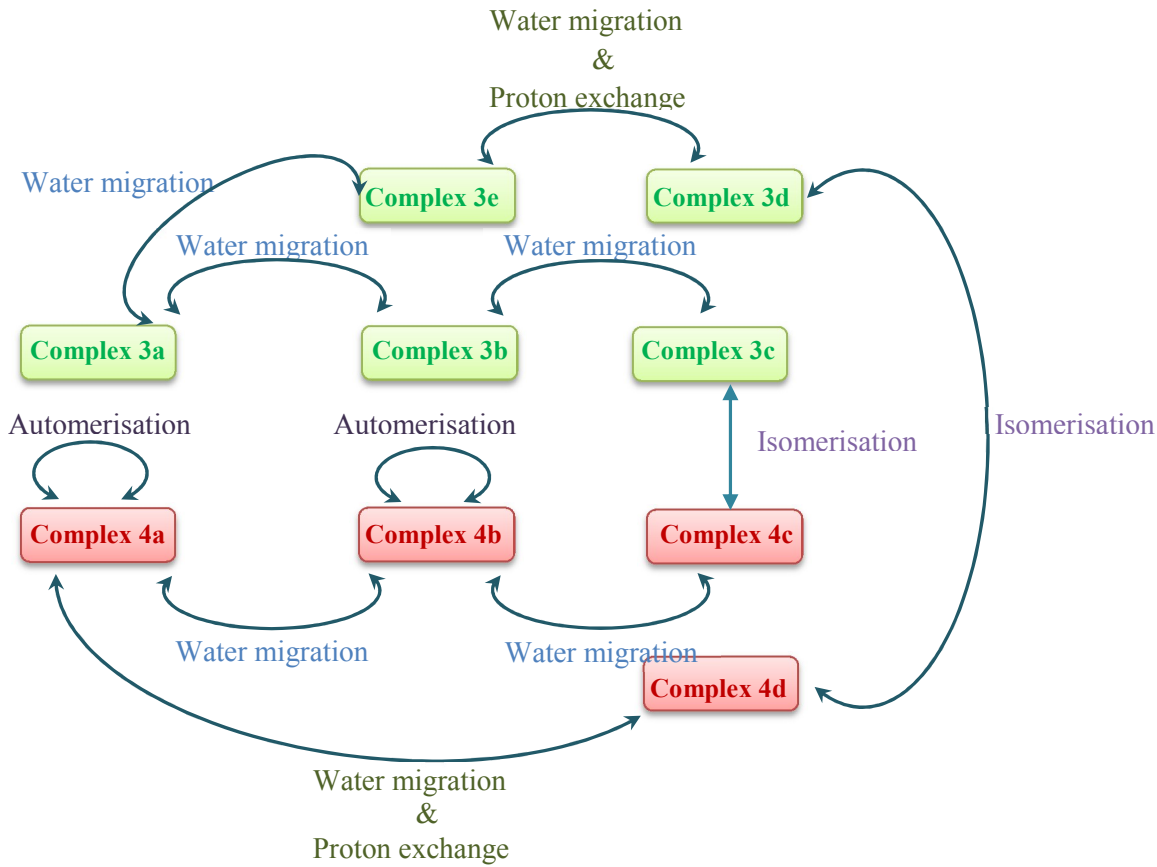 Water migration
&
Proton exchange
Water migration
Complex 3e
Complex 3d
Water migration
Water migration
Complex 3a
Complex 3b
Complex 3c
Automerisation
Automerisation
Isomerisation
Isomerisation
Complex 4a
Complex 4b
Complex 4c
Water migration
Water migration
Complex 4d
Water migration
&
Proton exchange